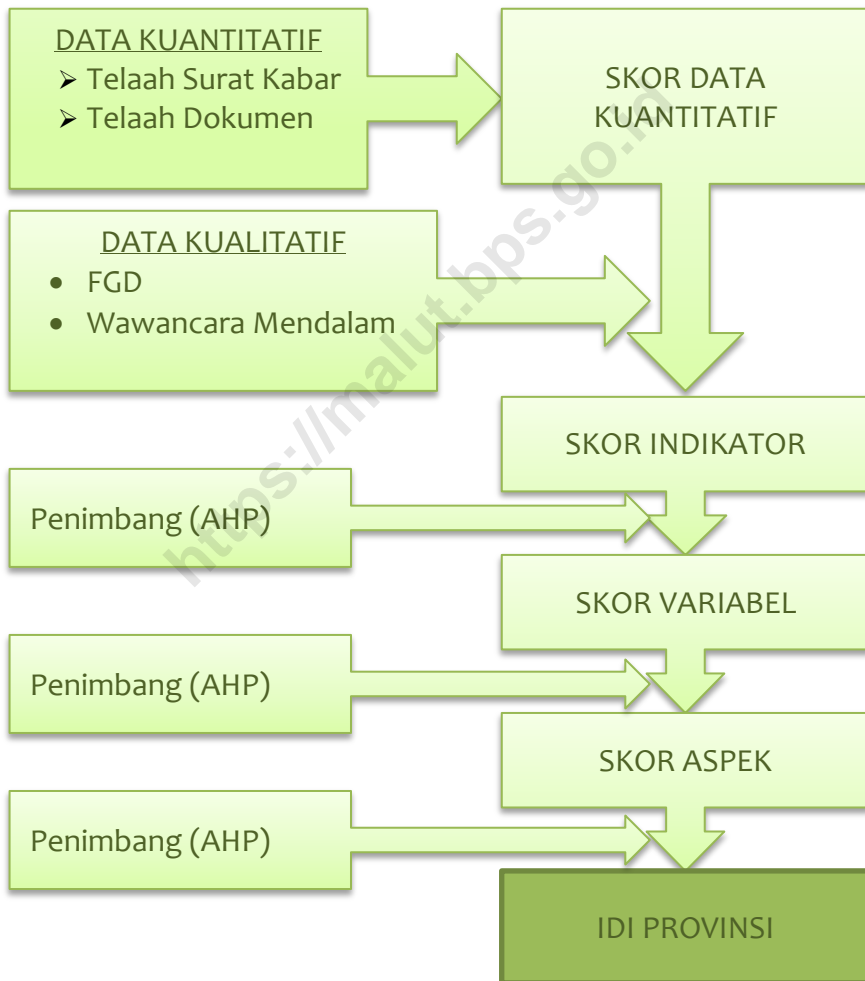 DATA KUANTITATIF
➢ Telaah Surat Kabar
➢ Telaah Dokumen
SKOR DATA
KUANTITATIF
DATA KUALITATIF
• FGD
• Wawancara Mendalam
SKOR INDIKATOR
Penimbang (AHP)
SKOR VARIABEL
Penimbang (AHP)
SKOR ASPEK
Penimbang (AHP)
IDI PROVINSI
https://malut.bps.go.id